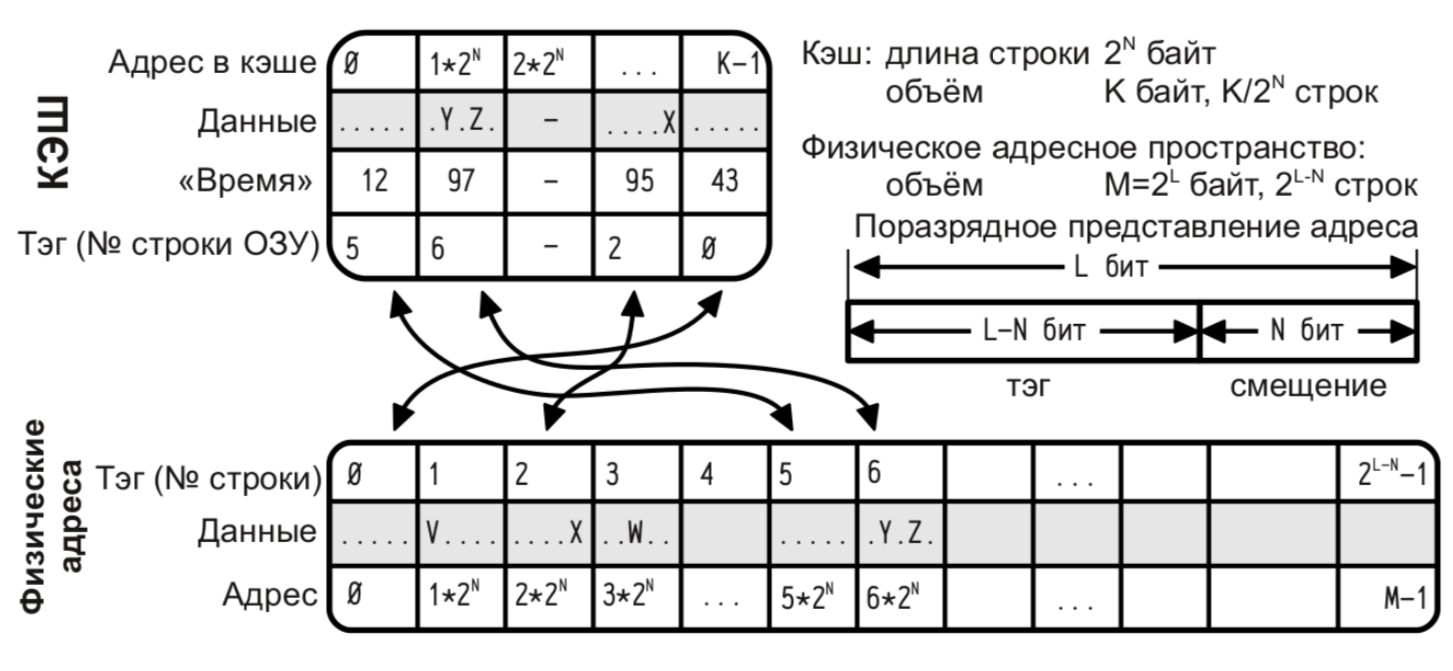 КЭШ
Адрес в кэше Ø 1*2^N 2*2^N ... K−1
Данные ..... .Y.Z. − ....X .....
«Время» 12 97 − 95 43
Тэг (№ строки ОЗУ) 5 6 − 2 Ø
Кэш: длина строки 2^N байт
объём K байт, K/2^N строк
Физическое адресное пространство:
объём M=2^L байт, 2^L-N строк
Поразрядное представление адреса
L бит
L−N бит N бит
тэг смещение
Физические
адреса
Тэг (№ строки) Ø 1 2 3 4 5 6 ... 2^L−N−1
Данные ..... V.... ....X ..W.. ..... .Y.Z.
Адрес Ø 1*2^N 2*2^N 3*2^N ... 5*2^N 6*2^N ... M−1